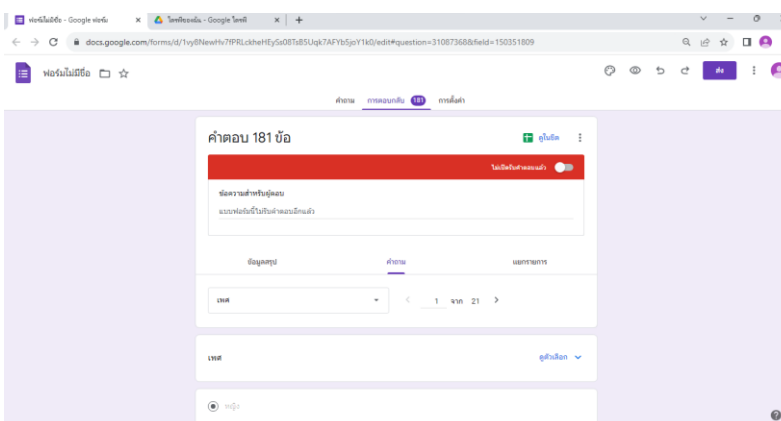 ฟอร์มไม่มีชื่อ - Google ฟอร์ม
โลหฟีของฉัน - Google ไดรฟ์
docs.google.com/forms/d/1vy8NewHv7fPRLckheHEySs08TsB5Uqk7AFYb5joY1k0/edit#question=31087368&field=150351809
ฟอร์มไม่มีชื่อ
ส่ง
คำถาม การตอบกลับ 181 การตั้งค่า
คำตอบ 181 ข้อ
ดูในชีต
ไม่เปิดรับคำตอบแล้ว
ข้อความสำหรับผู้ตอบ
แบบฟอร์มนี้ไม่รับคำตอบอีกแล้ว
ข้อมูลสรุป คำถาม แยกรายการ
เพศ
1 จาก 21
เพศ
ดูตัวเลือก
หญิง